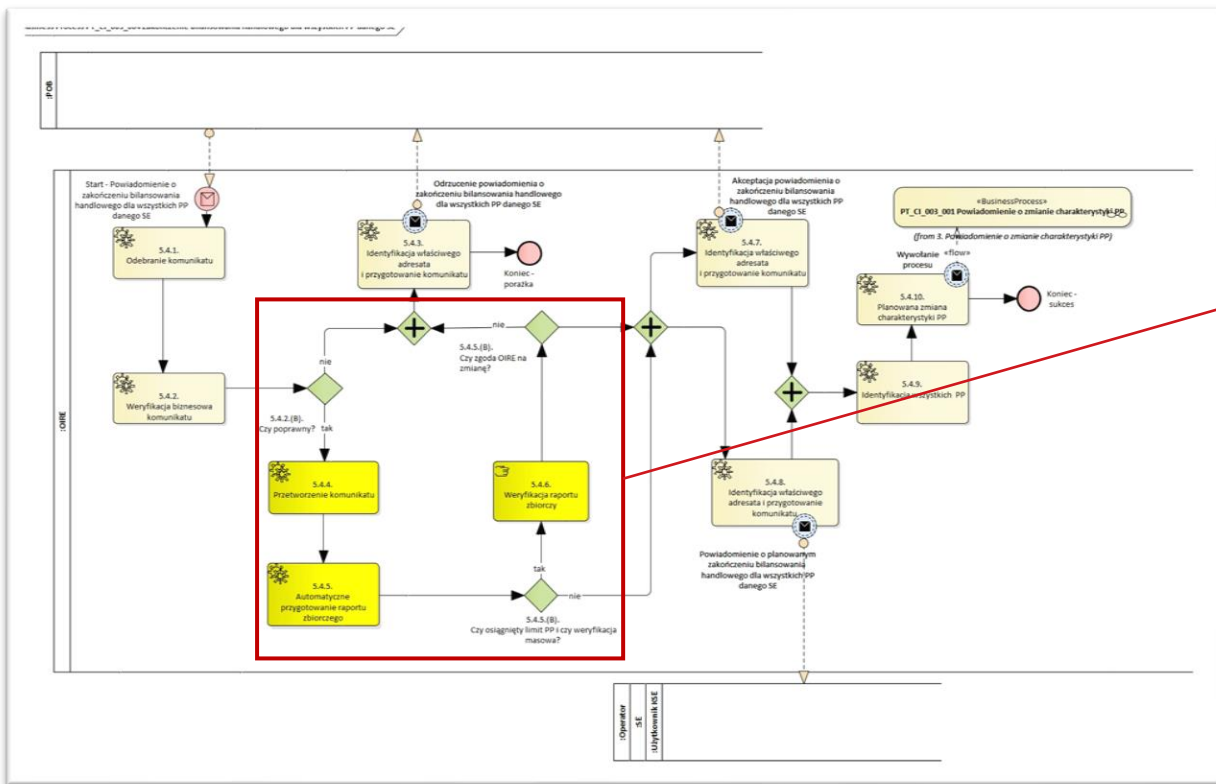 zakończenie bilansowania handlowego dla wszystkich PP danego SE
:POB
:OIRE
Start - Powiadomienie o
zakończeniu bilansowania
handlowego dla wszystkich PP
danego SE
5.4.1.
Odebranie komunikatu
5.4.2.
Weryfikacja biznesowa
komunikatu
Odrzucenie powiadomienia o
zakończeniu bilansowania handlowego
dla wszystkich PP danego SE
5.4.3.
Identyfikacja właściwego
adresata
i przygotowanie komunikatu
Koniec -
porażka
nie
5.4.2.(B).
Czy poprawny?
tak
5.4.4.
Przetworzenie komunikatu
5.4.5.
Automatyczne
przygotowanie raportu
zbiorczego
nie
5.4.5.(B).
Czy zgoda OIRE na
zmianę?
5.4.6.
Weryfikacja raportu
zbiorczy
tak
nie
5.4.5.(B).
Czy osiągnięty limit PP i czy weryfikacja
masowa?
Akceptacja powiadomienia o
zakończeniu bilansowania
handlowego dla wszystkich PP
danego SE
5.4.7.
Identyfikacja właściwego
adresata
i przygotowanie komunikatu
5.4.8.
Identyfikacja właściwego
adresata i przygotowanie
komunikatu
Powiadomienie o planowanym
zakończeniu bilansowania
handlowego dla wszystkich PP
danego SE
«BusinessProcess»
PT_CI_003_001 Powiadomienie o zmianie charakterystyki PP
(from 3. Powiadomienie o zmianie charakterystyki PP)
Wywołanie
procesu
«flow»
5.4.10.
Planowana zmiana
charakterystyki PP
Koniec -
sukces
5.4.9.
Identyfikacja wszystkich PP
:Operator
:SE
:Użytkownik KSE